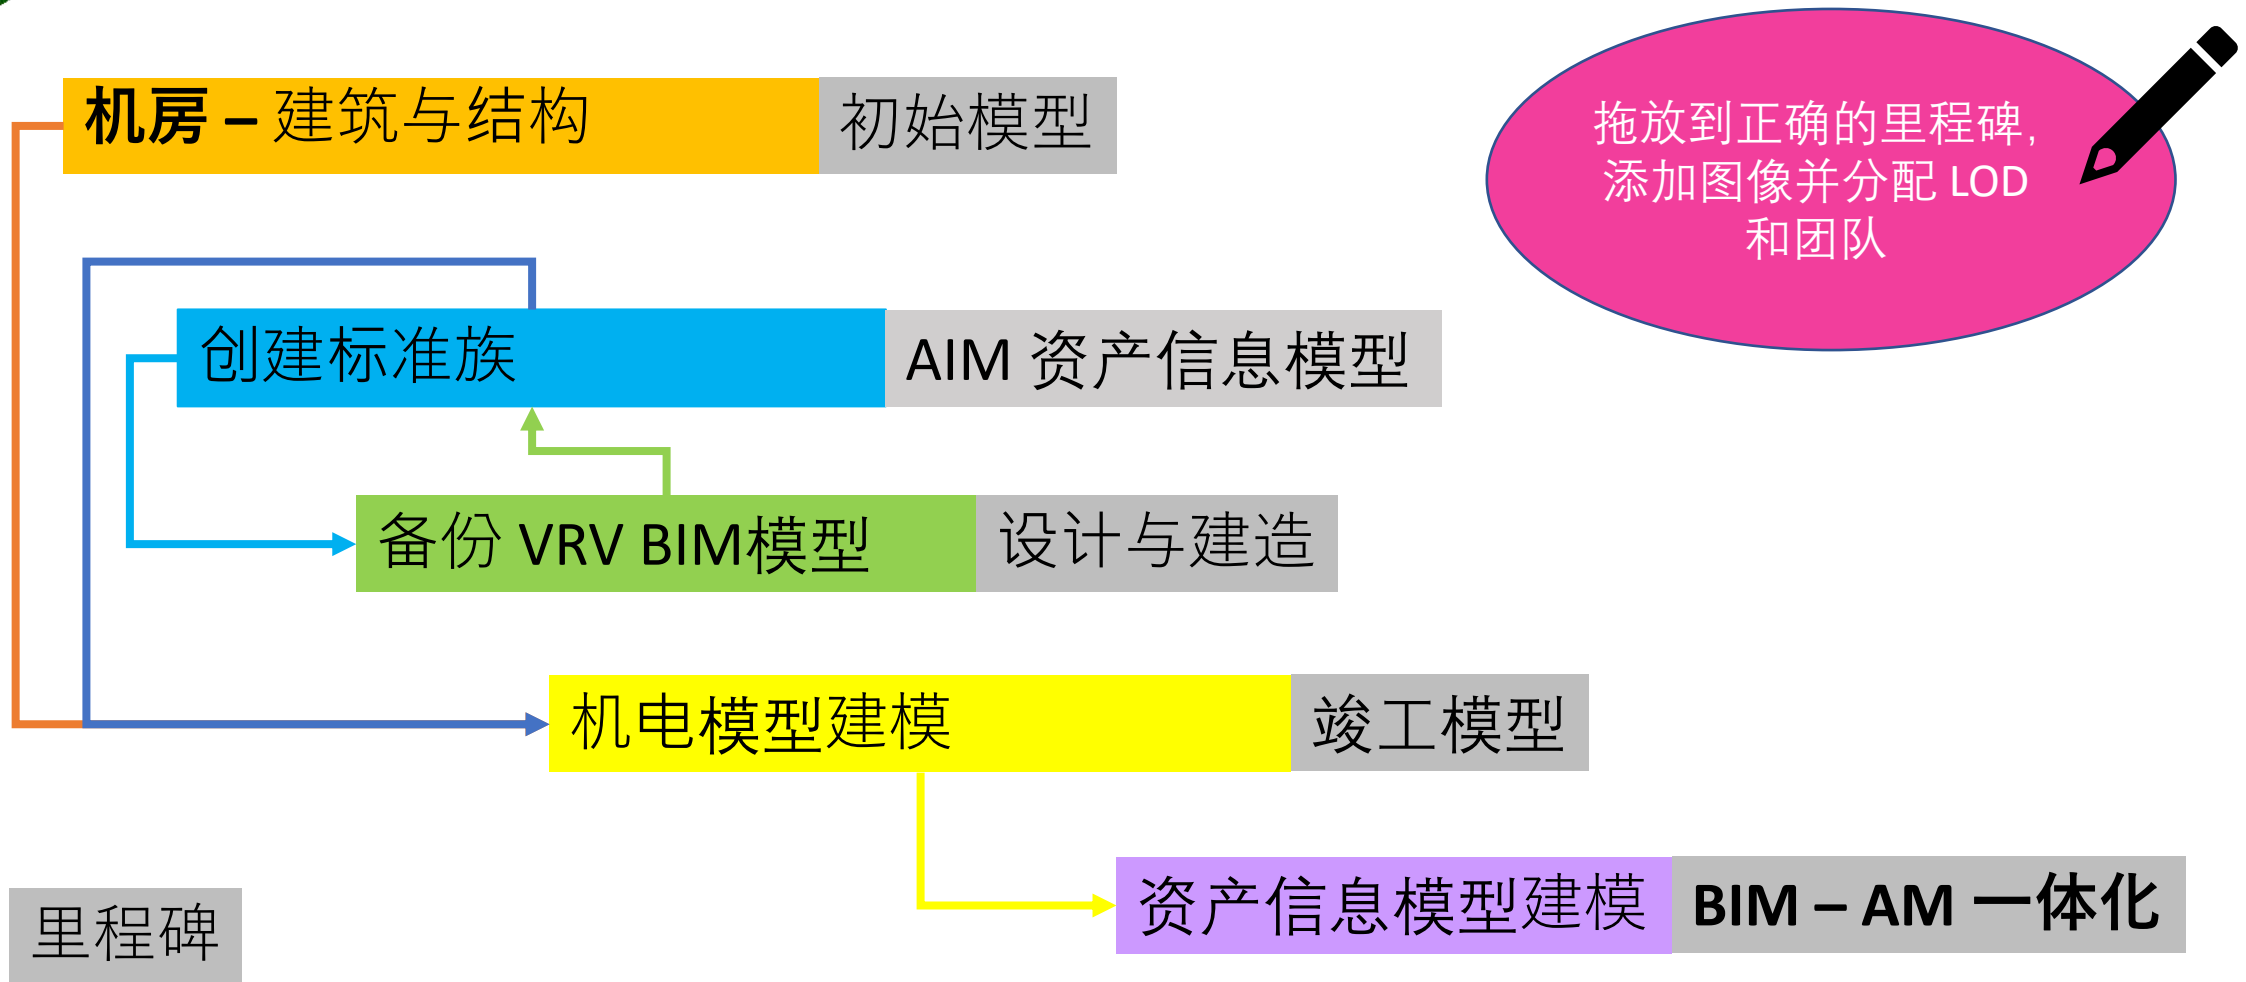 机房 – 建筑与结构
初始模型
拖放到正确的里程碑,
添加图像并分配 LOD
和团队
创建标准族
AIM 资产信息模型
备份 VRV BIM模型
设计与建造
机电模型建模
竣工模型
资产信息模型建模
BIM – AM 一体化
里程碑